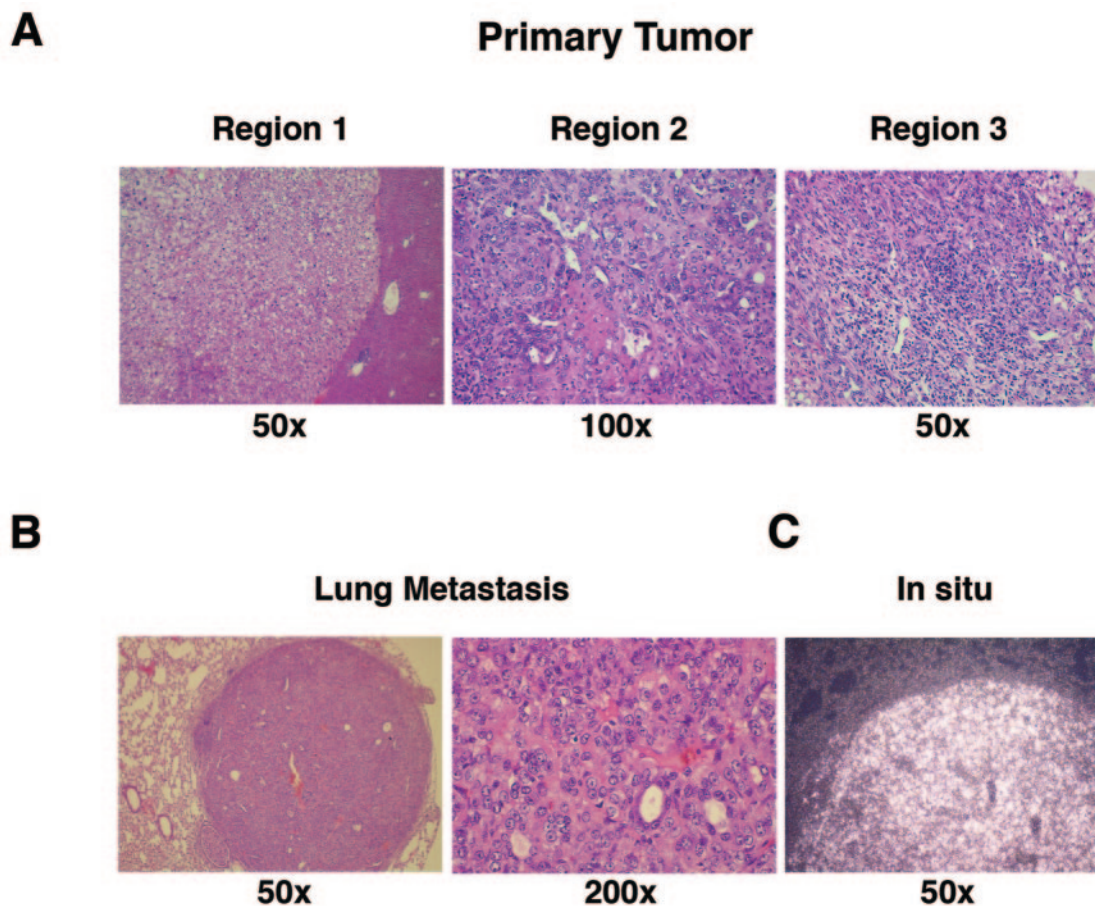 A
Primary Tumor
Region 1 Region 2 Region 3
50x 100x 50x
B C
Lung Metastasis In situ
50x 200x 50x